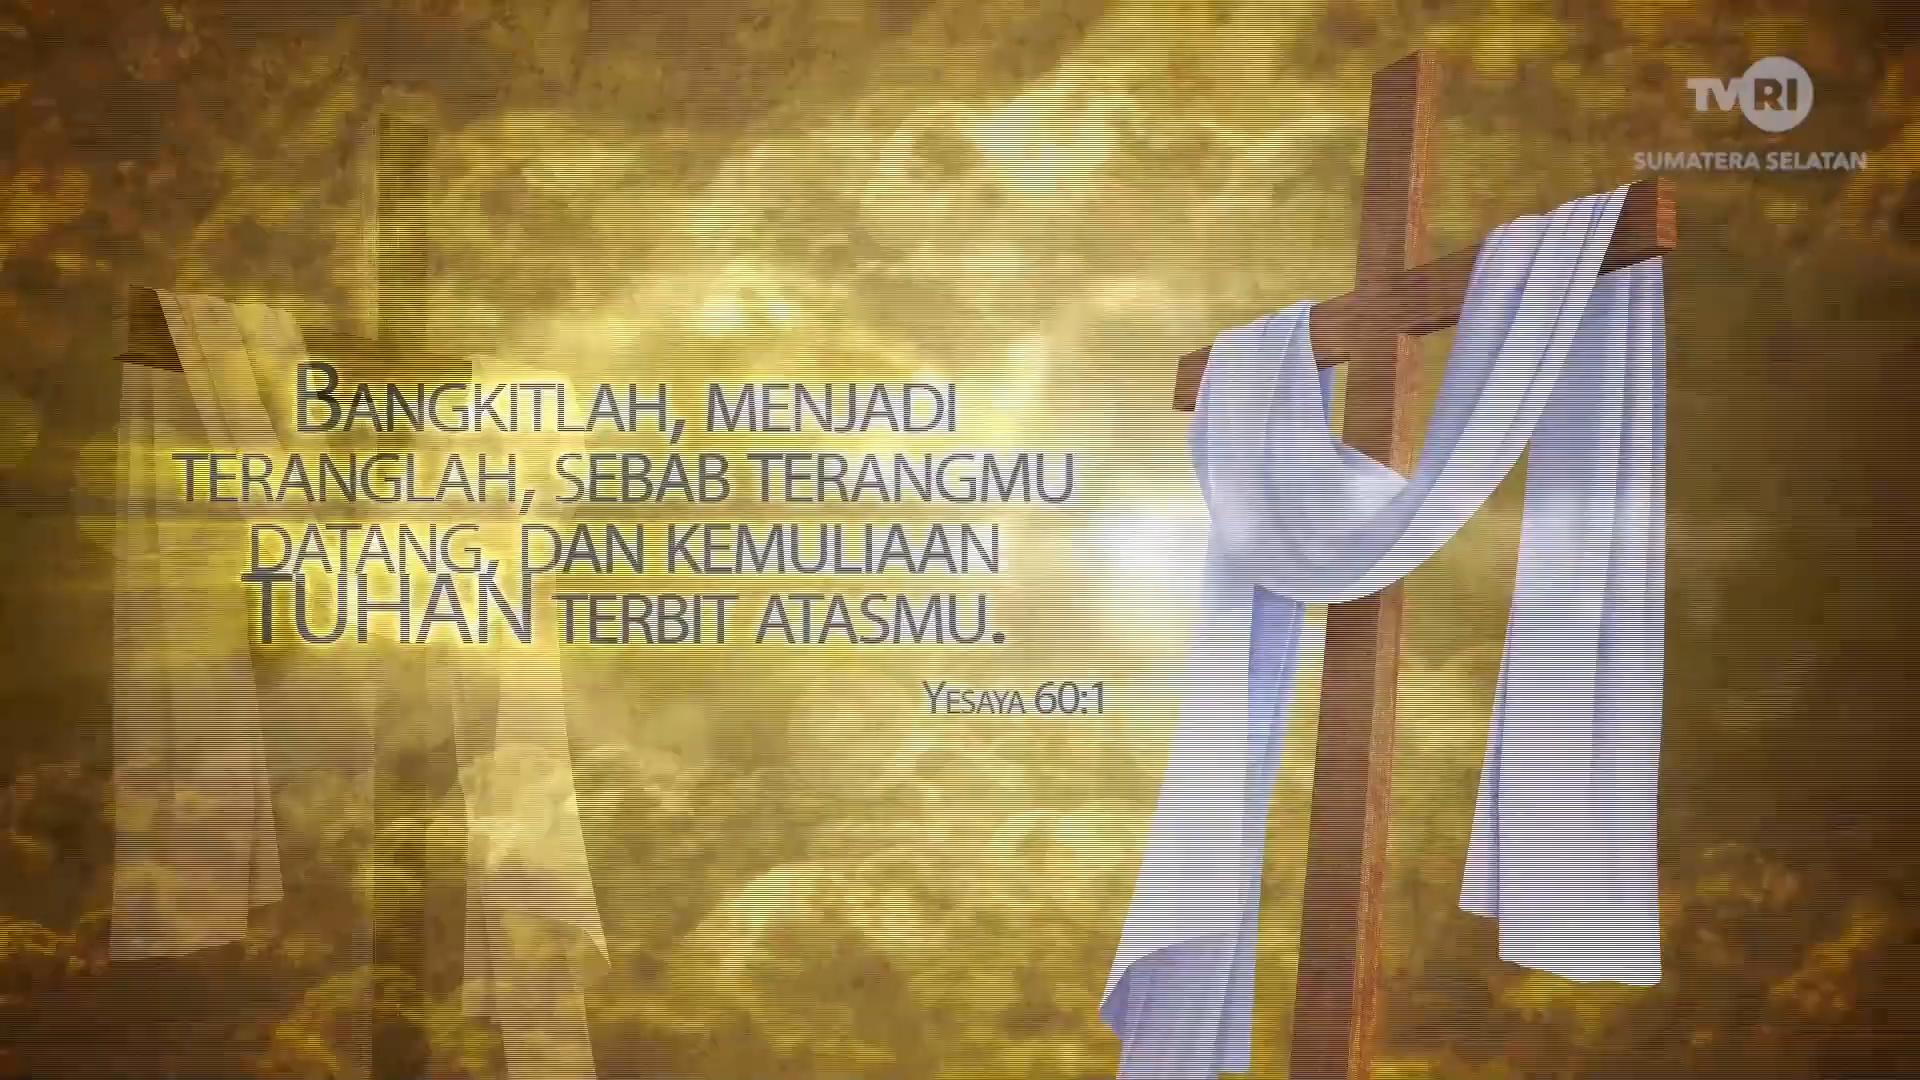 TVRI
SUMATERA SELATAN
BANGKITLAH, MENJADI
TERANGLAH, SEBAB TERANGMU
DATANG, DAN KEMULIAAN
TUHAN TERBIT ATASMU.
YESAYA 60:1